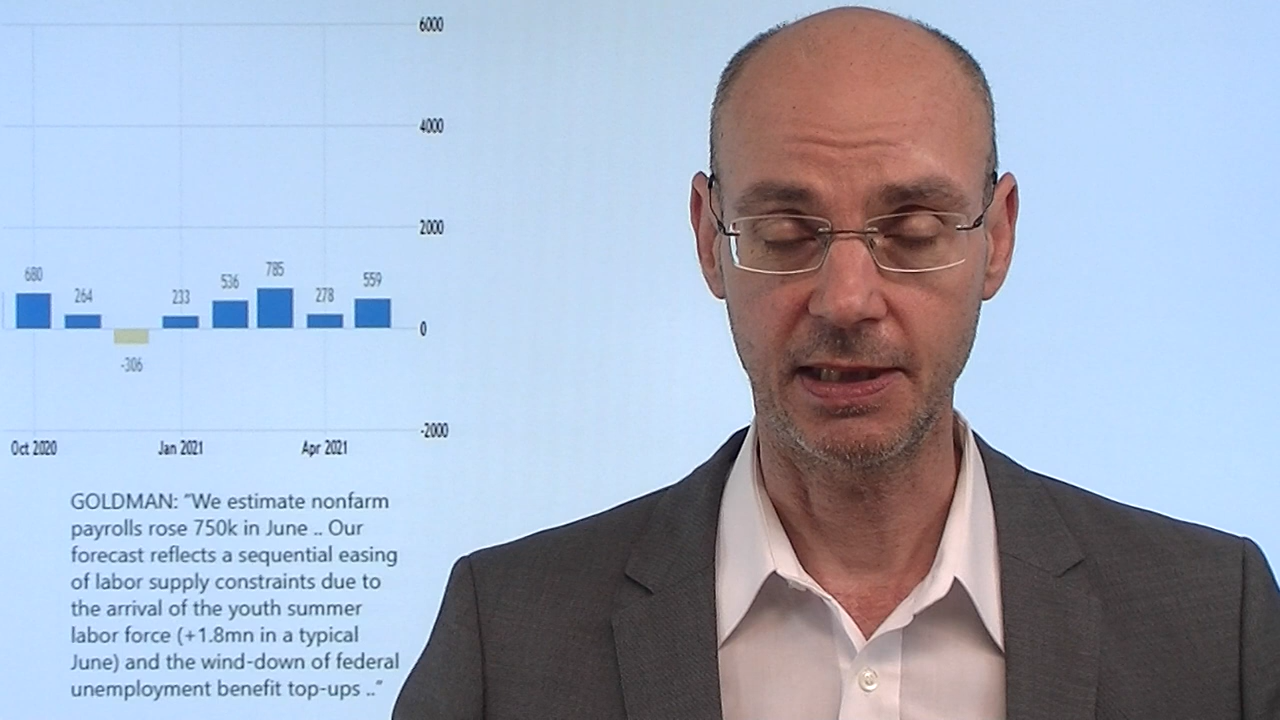 6000
4000
2000
680
264
-306
233
536
785
278
559
0
-2000
Oct 2020 Jan 2021 Apr 2021
GOLDMAN: “We estimate nonfarm
payrolls rose 750k in June .. Our
forecast reflects a sequential easing
of labor supply constraints due to
the arrival of the youth summer
labor force (+1.8mn in a typical
June) and the wind-down of federal
unemployment benefit top-ups ..”